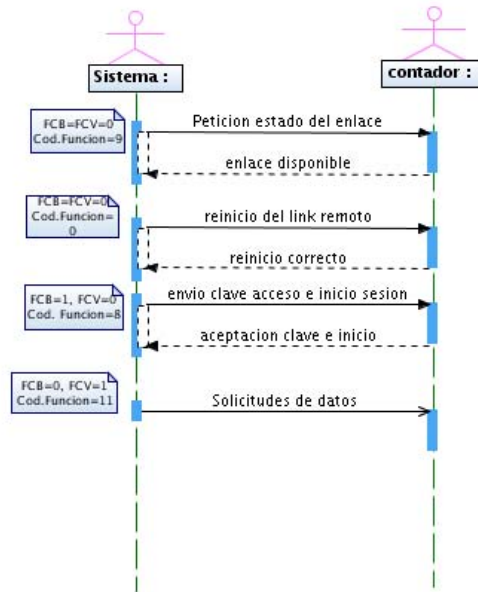 Sistema :
contador :
FCB=FCV=0
Cod.Funcion=9
Peticion estado del enlace
enlace disponible
FCB=FCV=0
Cod.Funcion=
0
reinicio del link remoto
reinicio correcto
FCB=1, FCV=0
Cod. Funcion=8
envio clave acceso e inicio sesion
aceptacion clave e inicio
FCB=0, FCV=1
Cod.Funcion=11
Solicitudes de datos